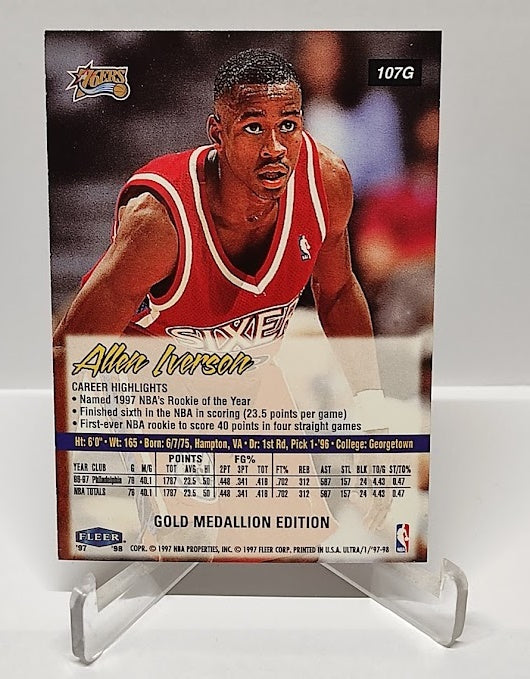 76ERS
107G
SIXE
Allen Iverson
CAREER HIGHLIGHTS
• Named 1997 NBA's Rookie of the Year
• Finished sixth in the NBA in scoring (23.5 points per game)
• First-ever NBA rookie to score 40 points in four straight games
Ht: 6'0" • Wt: 165 • Born: 6/7/75, Hampton, VA • Dr: 1st Rd, Pick 1-'96 • College: Georgetown
POINTS FG%
YEAR CLUB G M/G TOT AVG HI 2PT 3PT TOT FT% REB AST STL BLK TO/G ST/TO%
96-97 Philadelphia 76 40.1 1787 23.5 50 .448 .341 .416 .702 312 567 157 24 4.43 0.47
NBA TOTALS 76 40.1 1787 23.5 50 .448 .341 .416 .702 312 567 157 24 4.43 0.47
GOLD MEDALLION EDITION
FLEER
'97 '98
COPR. © 1997 NBA PROPERTIES, INC. © 1997 FLEER CORP. PRINTED IN U.S.A. ULTRA/1/'97-98
NBA